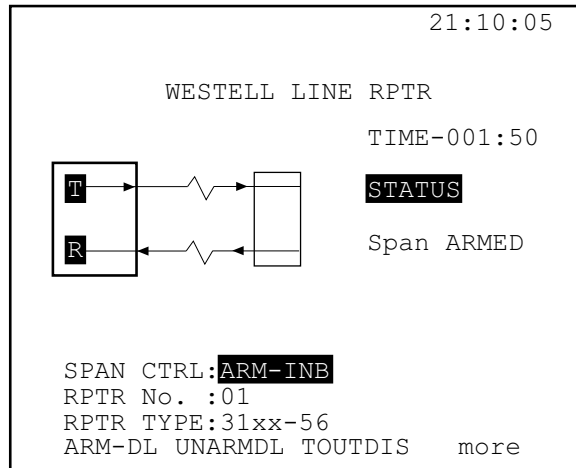 21:10:05
WESTELL LINE RPTR
TIME-001:50
T
STATUS
R
Span ARMED
SPAN CTRL:ARM-INB
RPTR No. :01
RPTR TYPE:31xx-56
ARM-DL UNARMDL TOUTDIS more